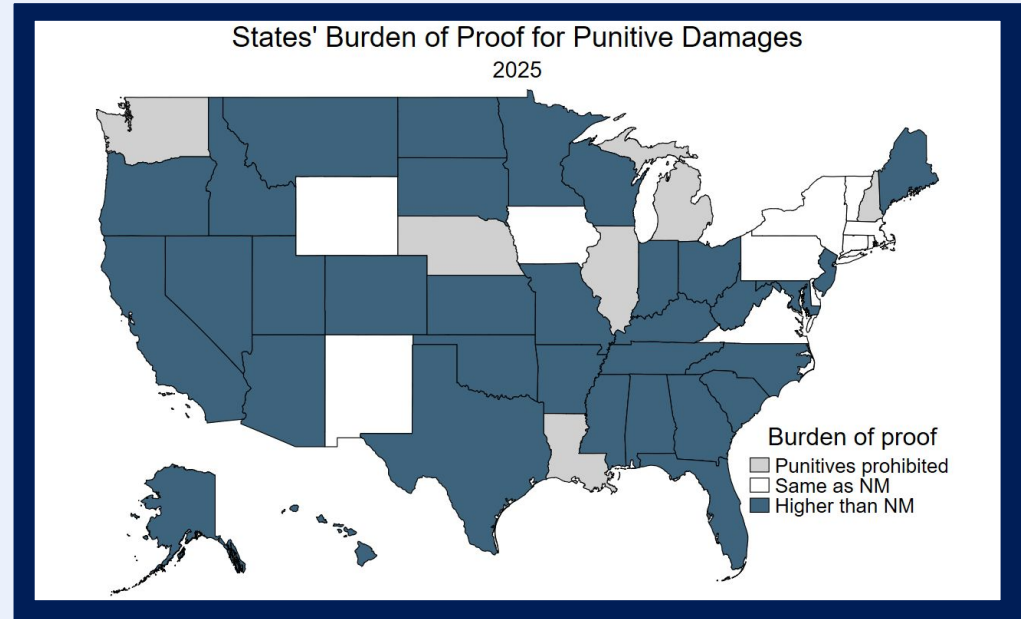 States' Burden of Proof for Punitive Damages
2025
Burden of proof
Punitives prohibited
Same as NM
Higher than NM